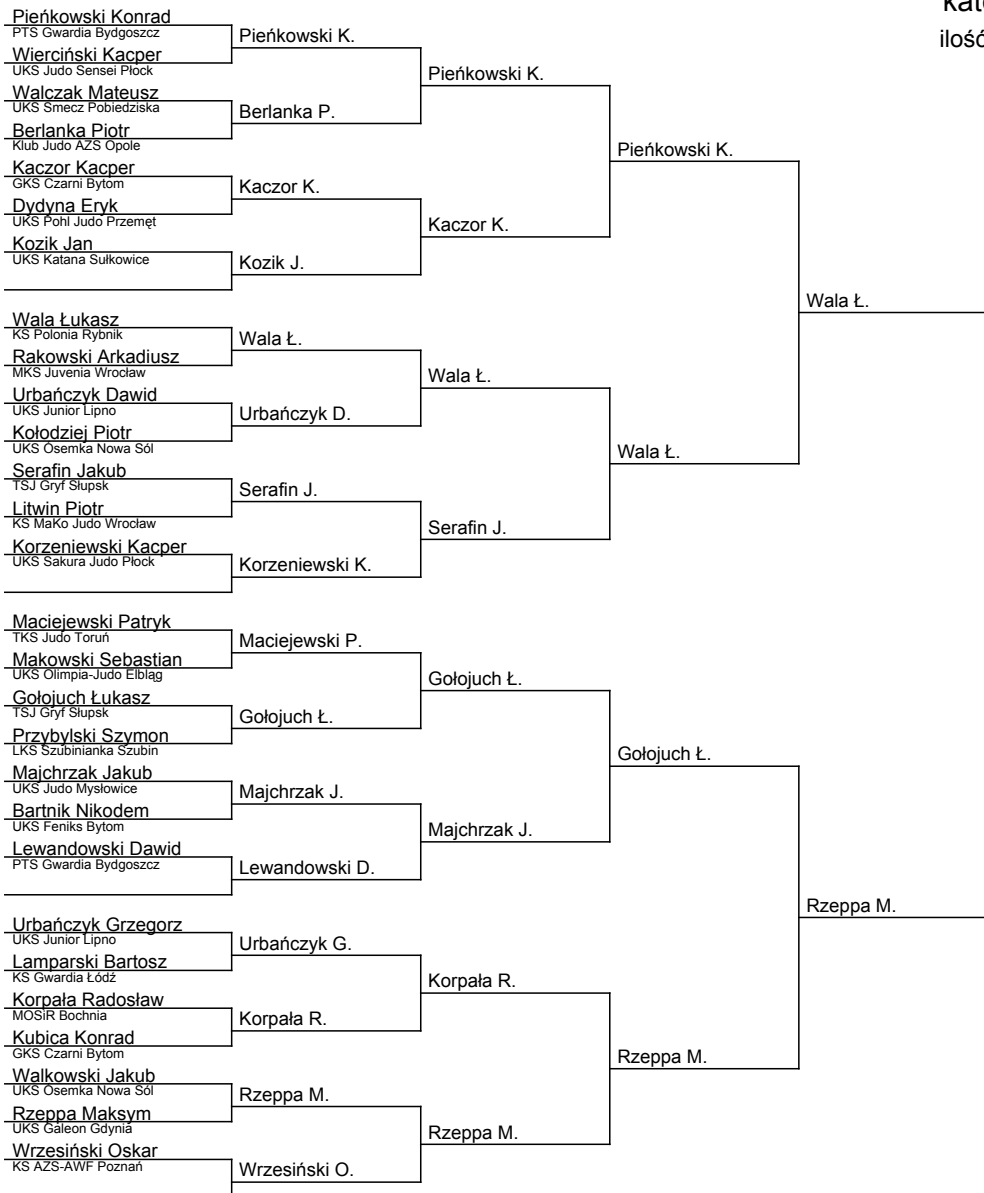 kat
ilość
Pieńkowski Konrad
PTS Gwardia Bydgoszcz
Pieńkowski K.
Wierciński Kacper
UKS Judo Sensei Płock
Pieńkowski K.
Walczak Mateusz
UKS Smecz Pobiedziska
Berlanka P.
Berlanka Piotr
Klub Judo AZS Opole
Pieńkowski K.
Kaczor Kacper
GKS Czarni Bytom
Kaczor K.
Dydyna Eryk
UKS Pohl Judo Przemęt
Kaczor K.
Kozik Jan
UKS Katana Sułkowice
Kozik J.
Wala Ł.
Wala Łukasz
KS Polonia Rybnik
Wala Ł.
Rakowski Arkadiusz
MKS Juvenia Wrocław
Wala Ł.
Urbańczyk Dawid
UKS Junior Lipno
Urbańczyk D.
Kołodziej Piotr
UKS Ósemka Nowa Sól
Wala Ł.
Serafin Jakub
TSJ Gryf Słupsk
Serafin J.
Litwin Piotr
KS MaKo Judo Wrocław
Serafin J.
Korzeniewski Kacper
UKS Sakura Judo Płock
Korzeniewski K.
Maciejewski Patryk
TKS Judo Toruń
Maciejewski P.
Makowski Sebastian
UKS Olimpia-Judo Elbląg
Gołojuch Ł.
Gołojuch Łukasz
TSJ Gryf Słupsk
Gołojuch Ł.
Przybylski Szymon
LKS Szubinianka Szubin
Gołojuch Ł.
Majchrzak Jakub
UKS Judo Mysłowice
Majchrzak J.
Bartnik Nikodem
UKS Feniks Bytom
Majchrzak J.
Lewandowski Dawid
PTS Gwardia Bydgoszcz
Lewandowski D.
Rzeppa M.
Urbańczyk Grzegorz
UKS Junior Lipno
Urbańczyk G.
Lamparski Bartosz
KS Gwardia Łódź
Korpała R.
Korpała Radosław
MOSiR Bochnia
Korpała R.
Kubica Konrad
GKS Czarni Bytom
Rzeppa M.
Walkowski Jakub
UKS Ósemka Nowa Sól
Rzeppa M.
Rzeppa Maksym
UKS Galeon Gdynia
Rzeppa M.
Wrzesiński Oskar
KS AZS-AWF Poznań
Wrzesiński O.